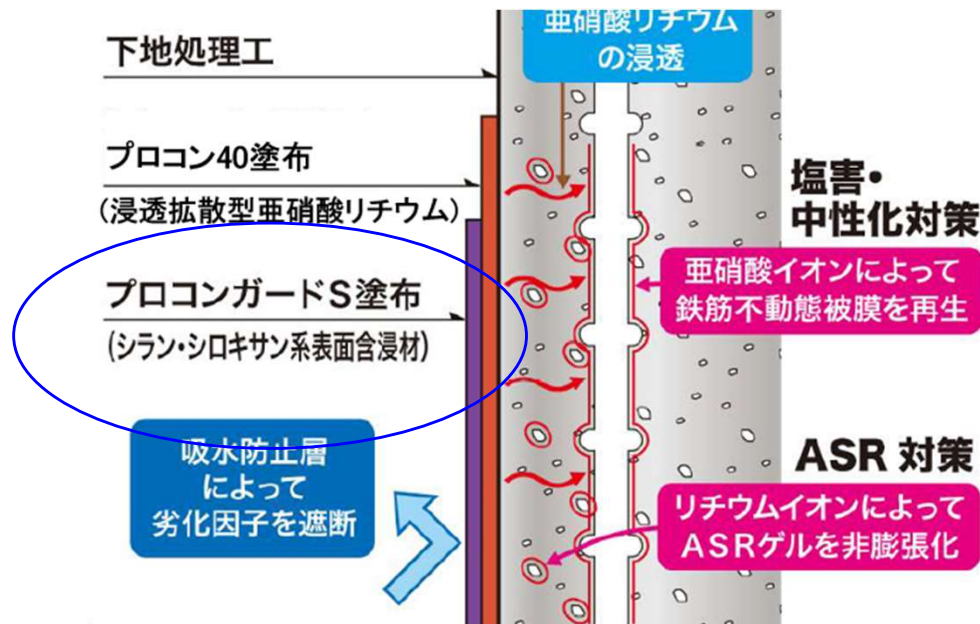 下地処理工
プロコン40塗布
(浸透拡散型亜硝酸リチウム)
プロコンガードS塗布
(シラン・シロキサン系表面含浸材)
吸水防止層
によって
劣化因子を遮断
亜硝酸リチウム
の浸透
塩害・
中性化対策
亜硝酸イオンによって
鉄筋不動態被膜を再生
ASR 対策
リチウムイオンによって
ASRゲルを非膨張化